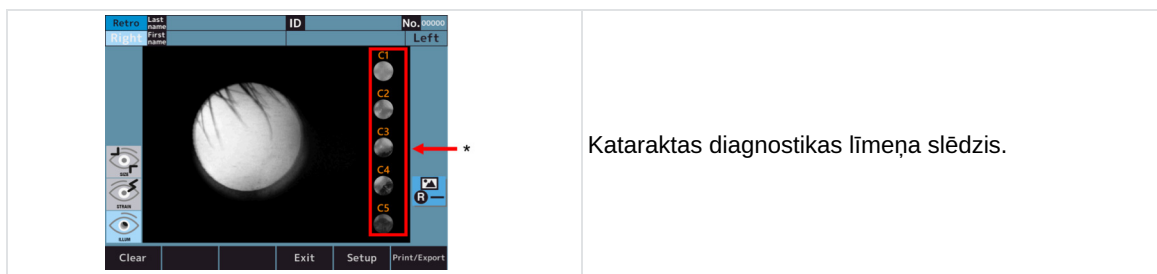 Retro Last name ID No. 00000
Right First name Left
C1
C2
C3
*
Kataraktas diagnostikas līmeņa slēdzis.
C4
C5
SIZE
STRAIN
ILLUM
R
Clear Exit Setup Print/Export